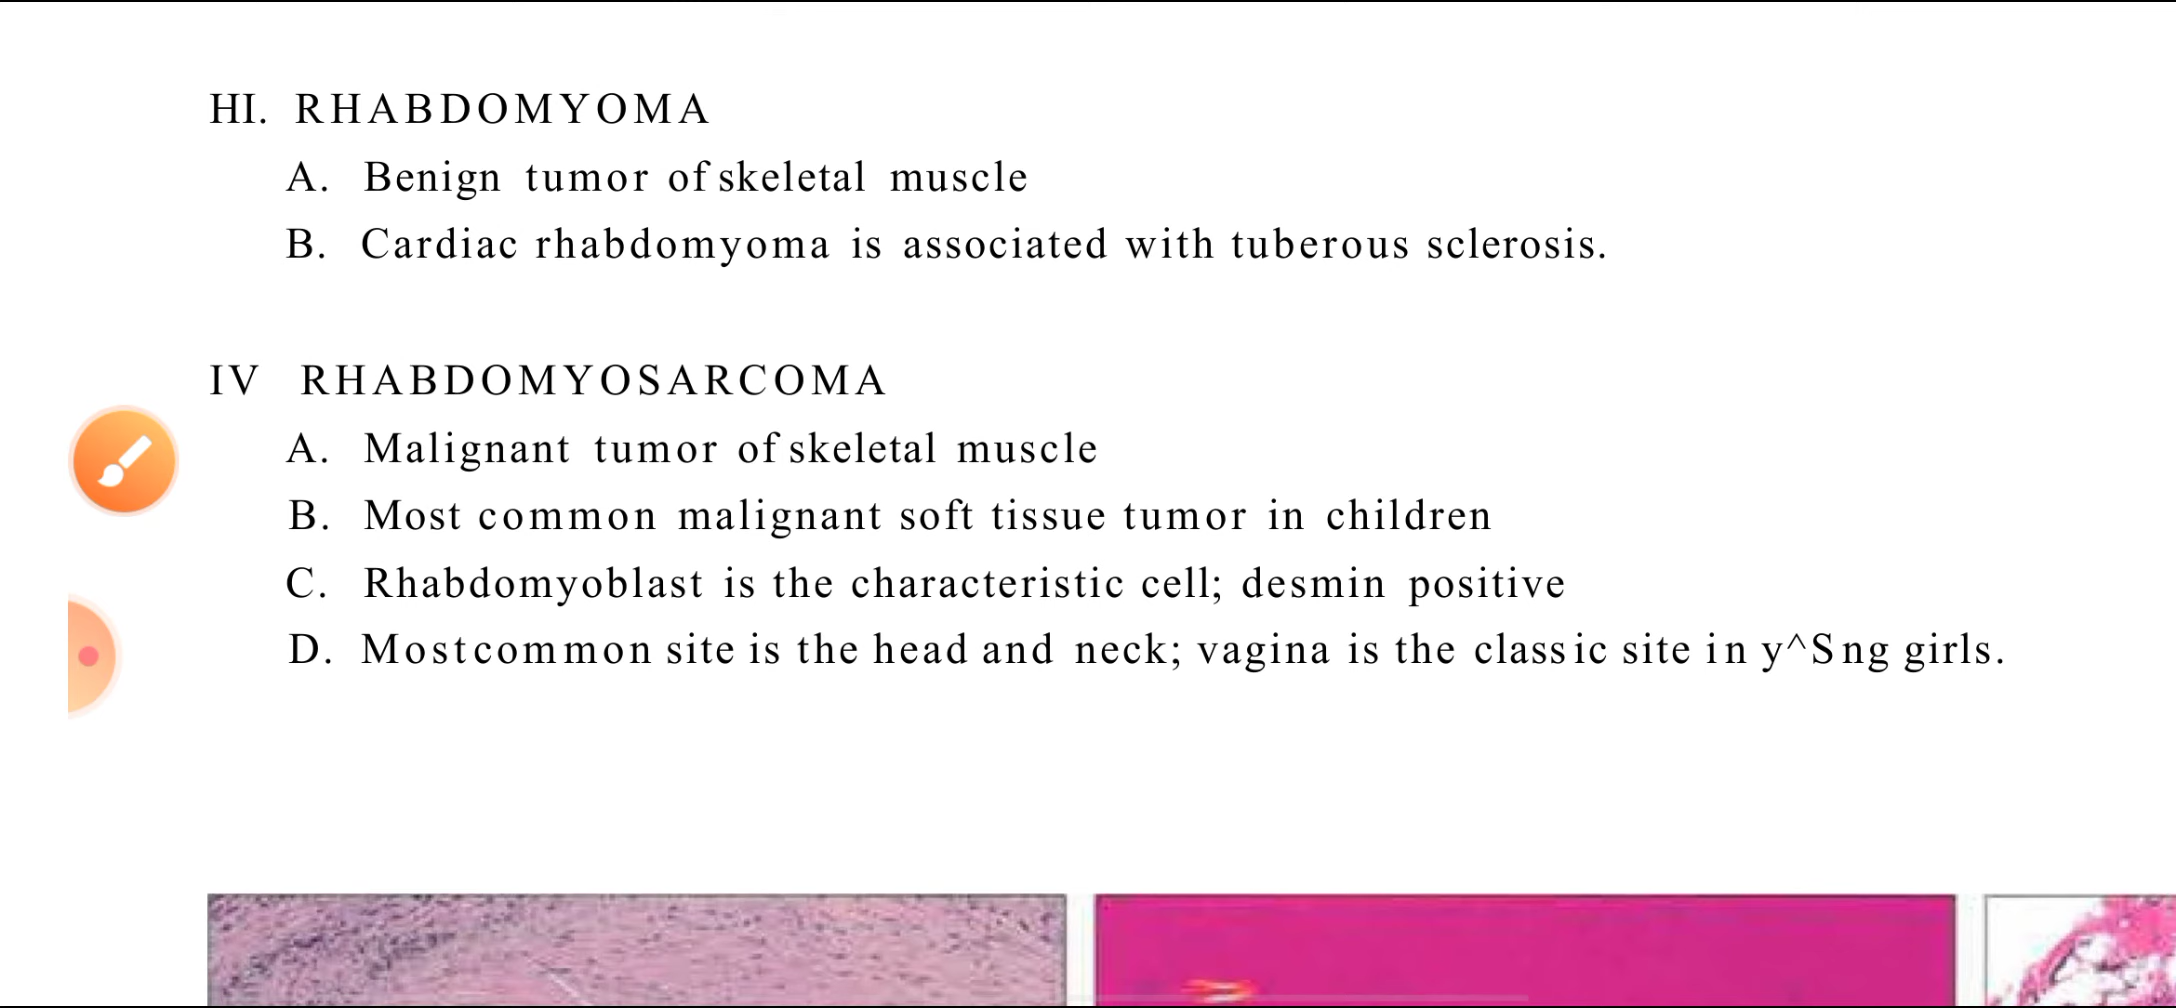 HI. RHABDOMYOMA
A. Benign tumor of skeletal muscle
B. Cardiac rhabdomyoma is associated with tuberous sclerosis.
IV RHABDOMYOSARCOMA
A. Malignant tumor of skeletal muscle
B. Most common malignant soft tissue tumor in children
C. Rhabdomyoblast is the characteristic cell; desmin positive
D. Most common site is the head and neck; vagina is the classic site in y^Sng girls.